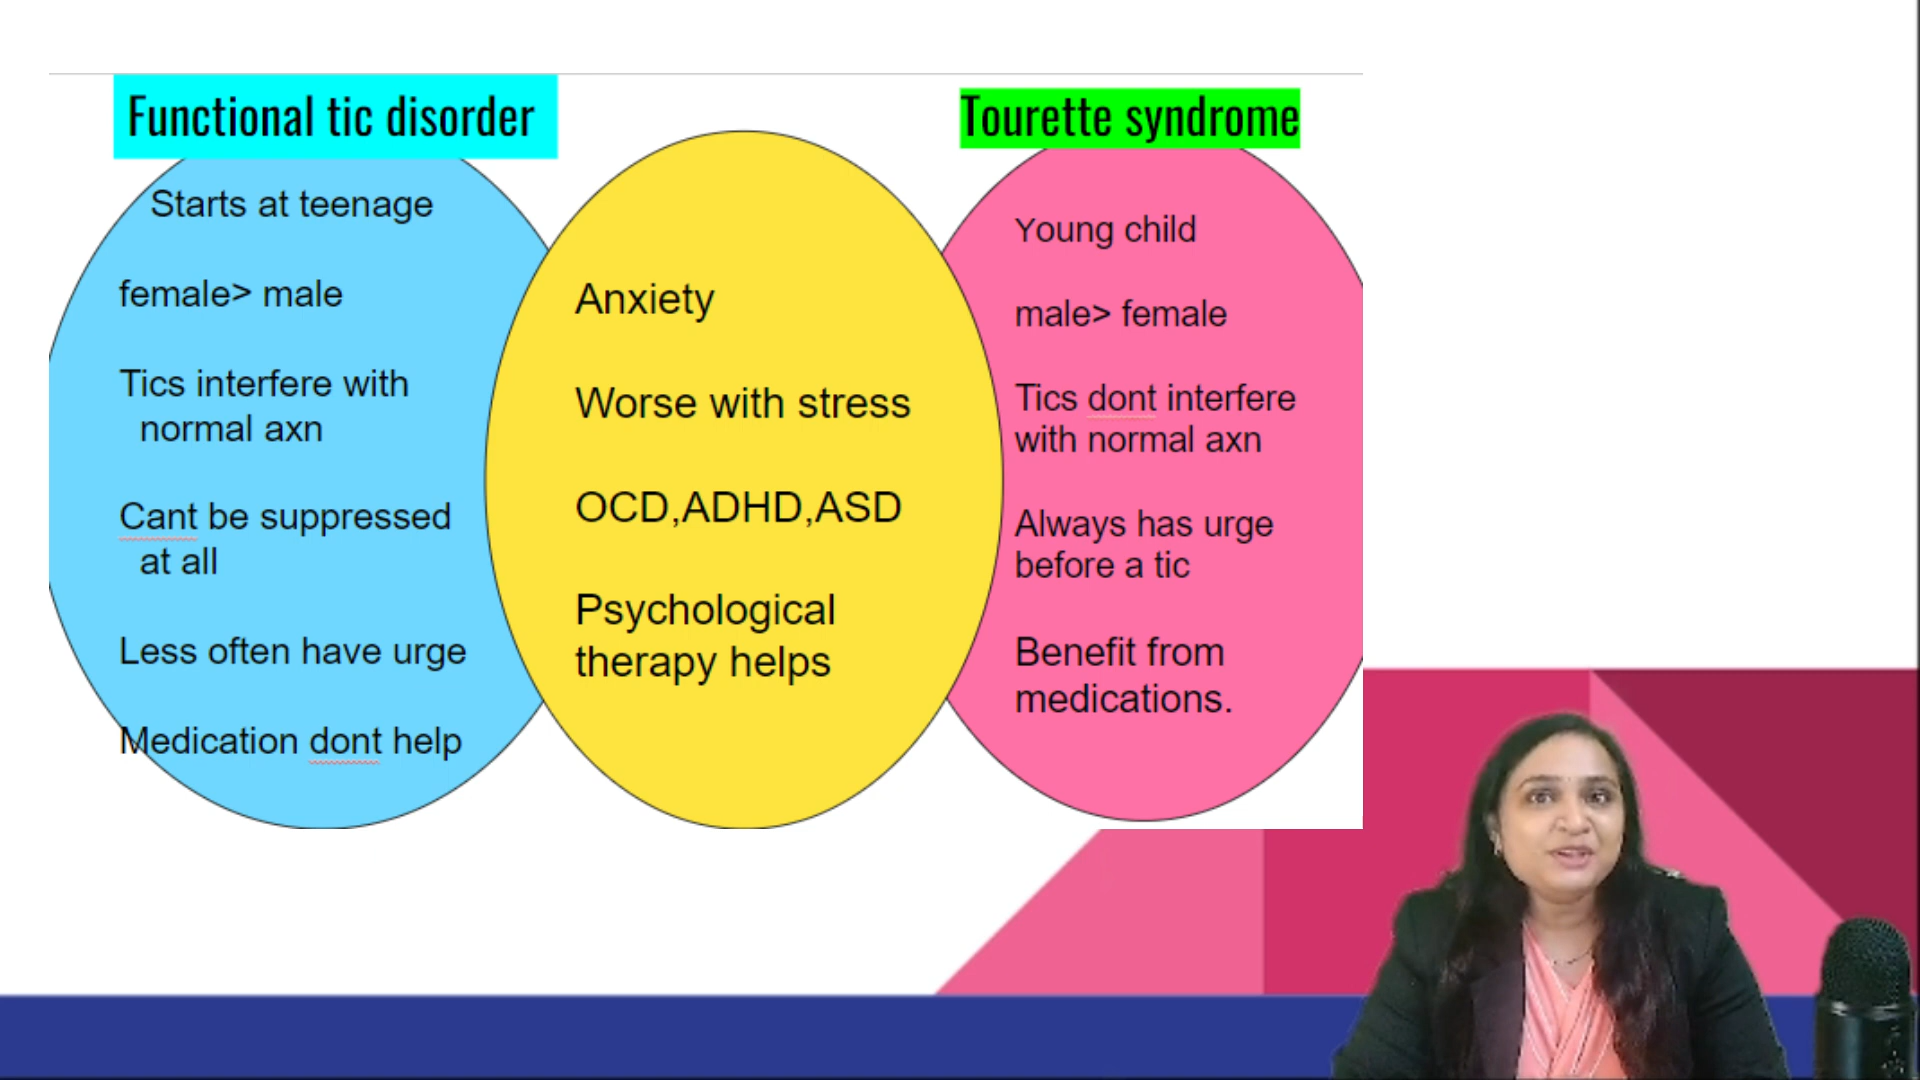 Functional tic disorder
Starts at teenage
female> male
Tics interfere with
normal axn
Cant be suppressed
at all
Less often have urge
Medication dont help
Anxiety
Worse with stress
OCD,ADHD,ASD
Psychological
therapy helps
Tourette syndrome
Young child
male> female
Tics dont interfere
with normal axn
Always has urge
before a tic
Benefit from
medications.